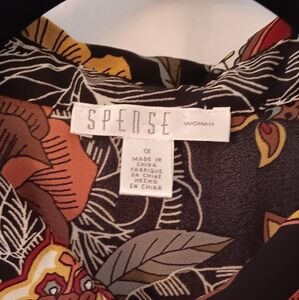 SPENSE WOMAN
1X
MADE IN
CHINA
FABRIQUE
EN CHINE
HECHO
EN CHINA